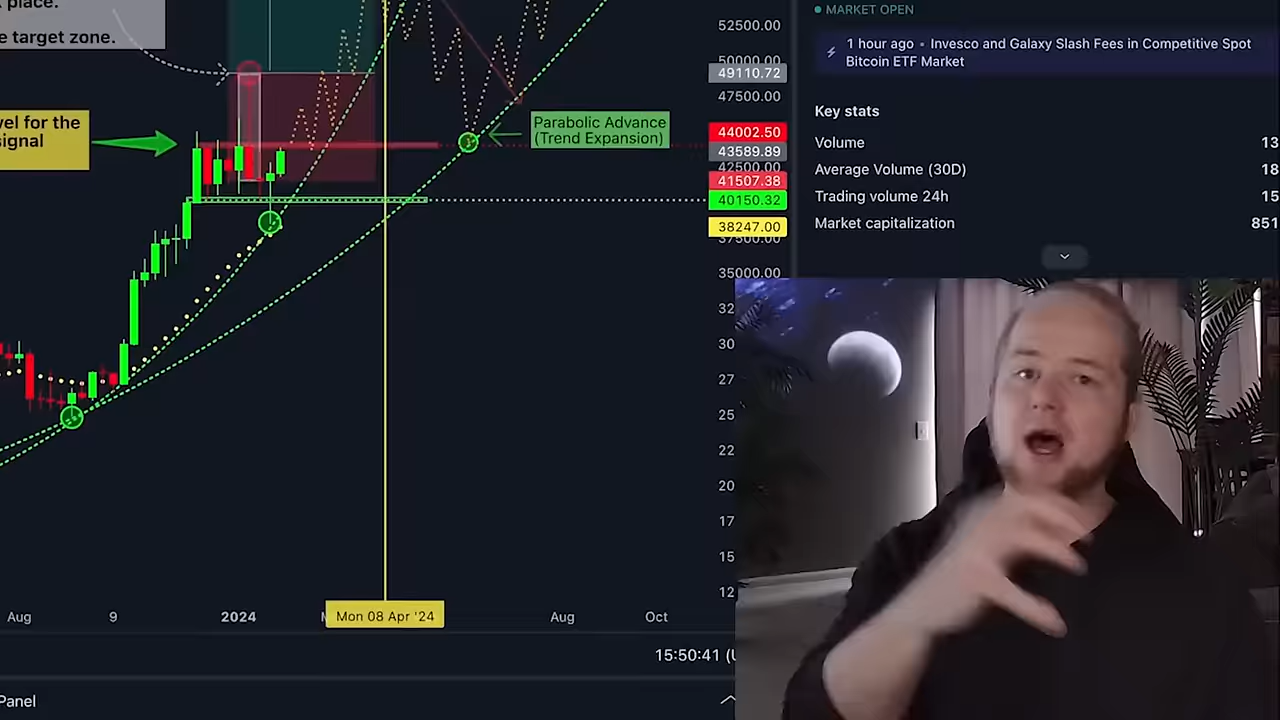 place.
e target zone.
vel for the
signal
Parabolic Advance
(Trend Expansion)
52500.00
50000.00
49110.72
47500.00
44002.50
43589.89
42500.00
41507.38
40150.32
38247.00
37500.00
35000.00
32
30
27
25
22
20
17
15
12
Aug
9
2024
Mon 08 Apr '24
Aug
Oct
15:50:41 (U
Panel
MARKET OPEN
1 hour ago • Invesco and Galaxy Slash Fees in Competitive Spot
Bitcoin ETF Market
Key stats
Volume 13
Average Volume (30D) 18
Trading volume 24h 15
Market capitalization 851